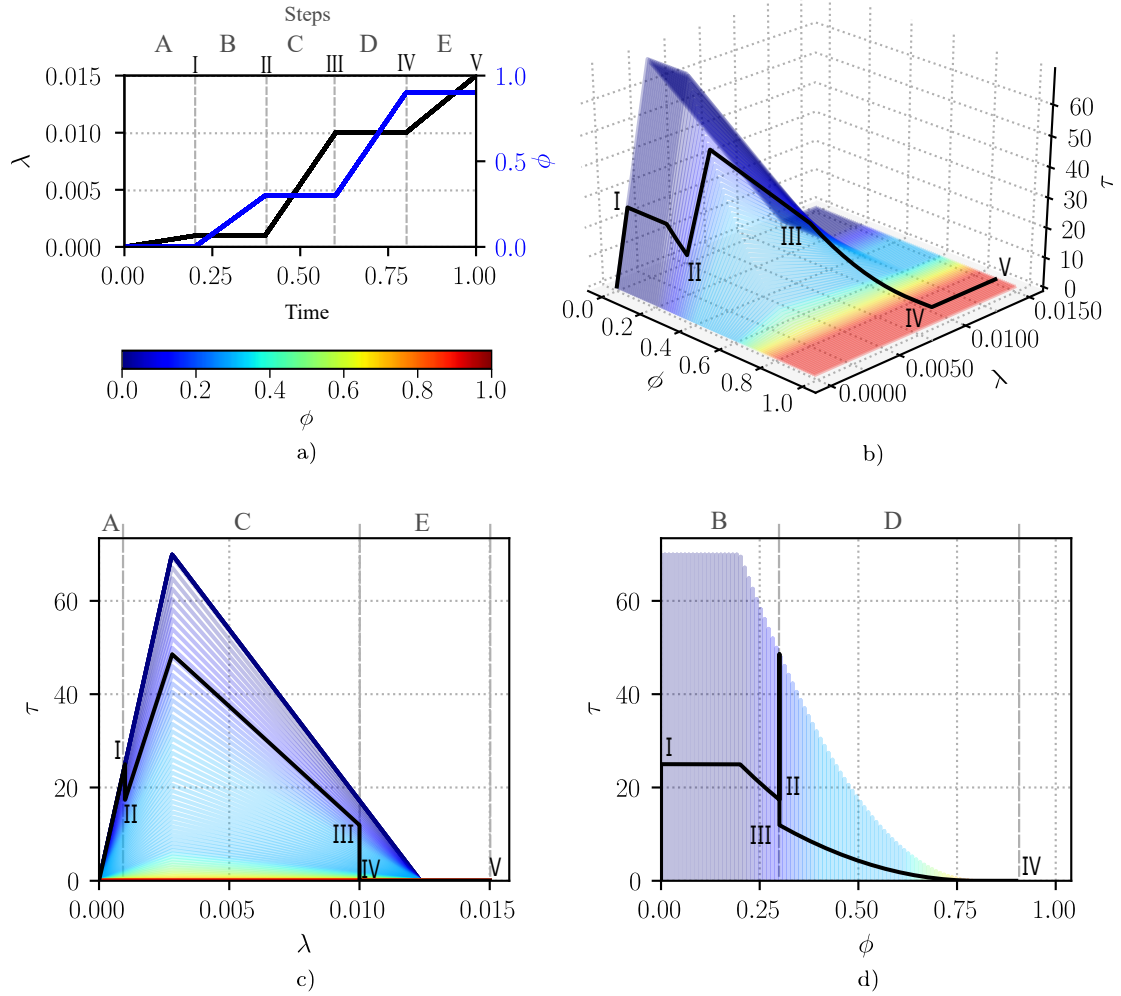 Steps
A B C D E
I II III IV V
0.015 1.0
0.010
λ 0.5 ϕ
0.005
0.000 0.0
0.00 0.25 0.50 0.75 1.00
Time
0.0 0.2 0.4 0.6 0.8 1.0
ϕ
a)
60
50
40
30
20
10
0
τ
I
II
III
IV
V
0.0
0.2
0.4
0.6
0.8
1.0
ϕ
0.0000
0.0050
0.0100
0.0150
λ
b)
A C E
60
40
20
0
τ
I
II
III
IV
V
0.000 0.005 0.010 0.015
λ
c)
B D
60
40
20
0
τ
I
II
III
IV
0.00 0.25 0.50 0.75 1.00
ϕ
d)